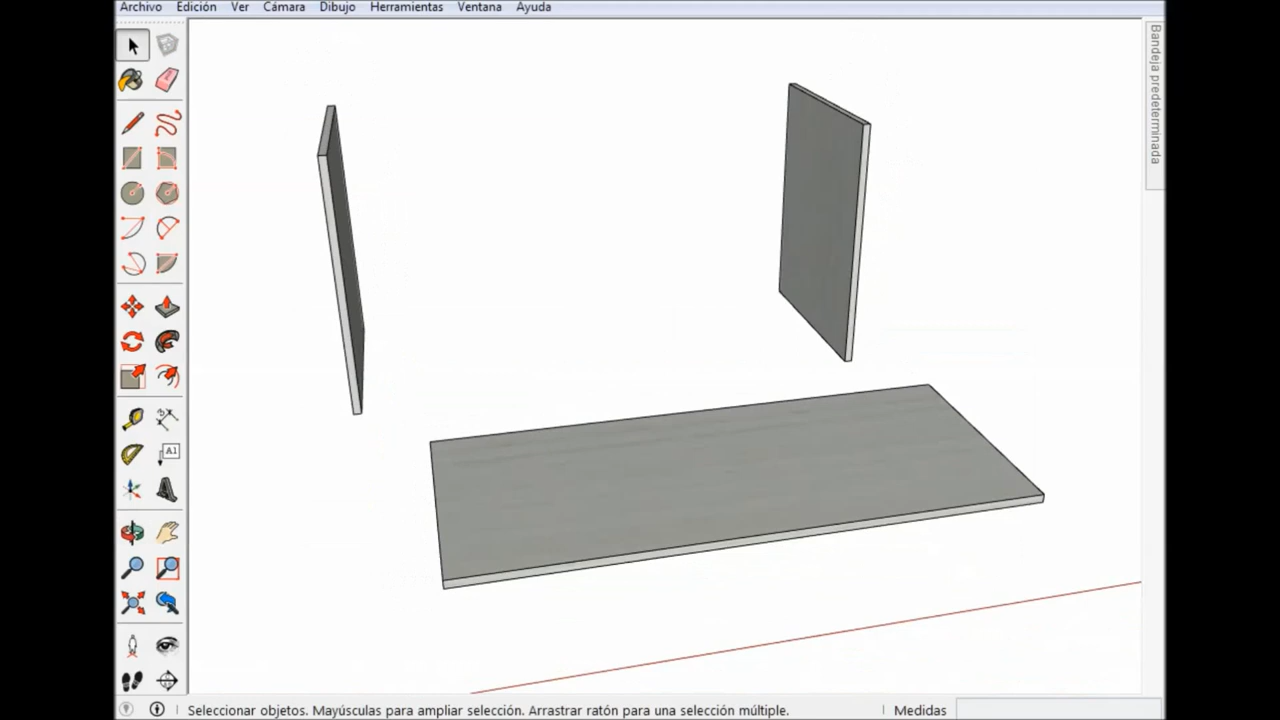 Archivo Edición Ver Cámara Dibujo Herramientas Ventana Ayuda
Bandeja predeterminada
A1
Seleccionar objetos. Mayúsculas para ampliar selección. Arrastrar ratón para una selección múltiple. Medidas